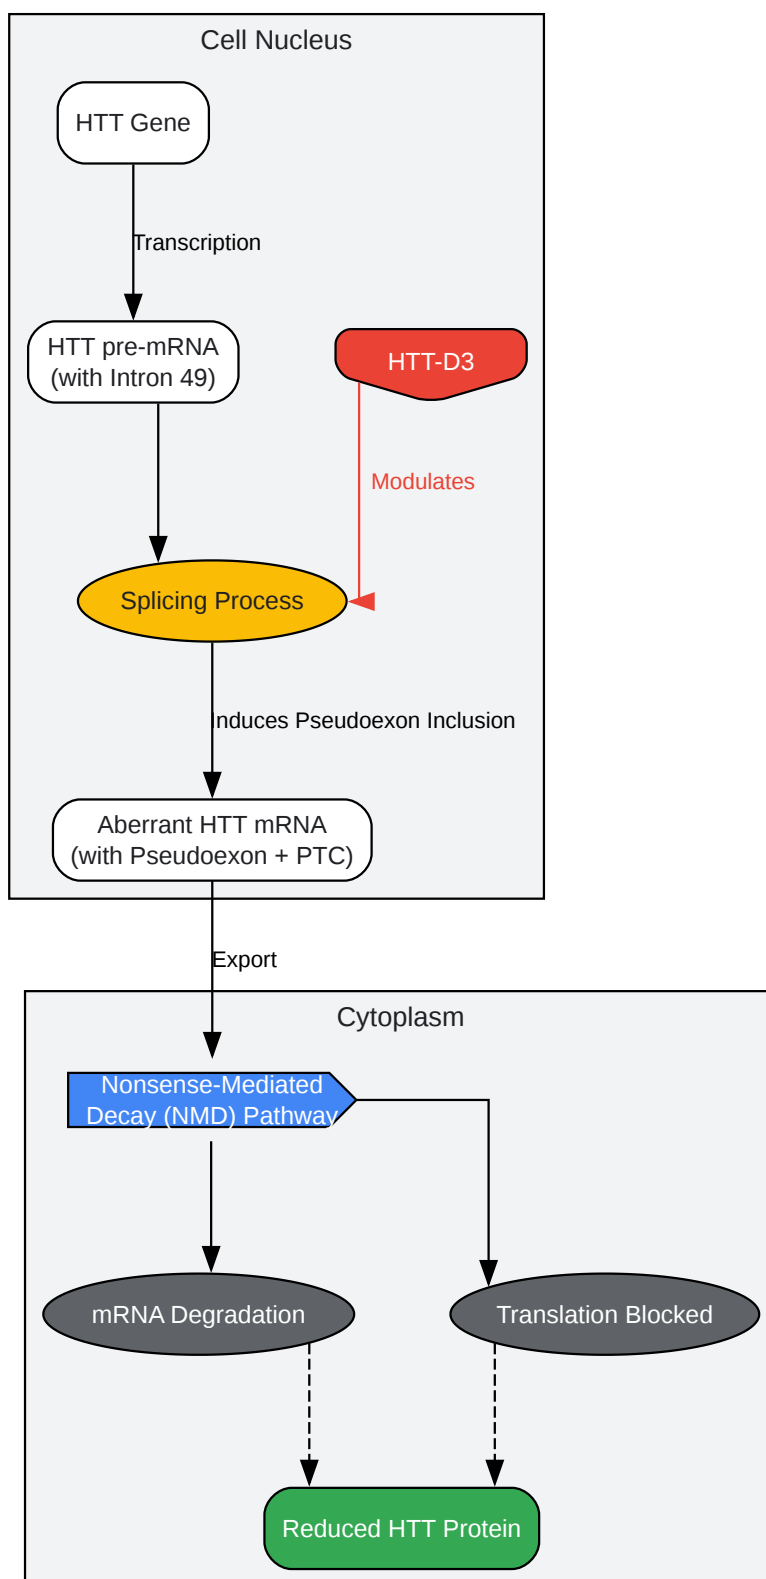 Cell Nucleus
HTT Gene
Transcription
HTT pre-mRNA
(with Intron 49)
HTT-D3
Modulates
Splicing Process
Induces Pseudoexon Inclusion
Aberrant HTT mRNA
(with Pseudoexon + PTC)
Export
Cytoplasm
Nonsense-Mediated
Decay (NMD) Pathway
mRNA Degradation
Translation Blocked
Reduced HTT Protein